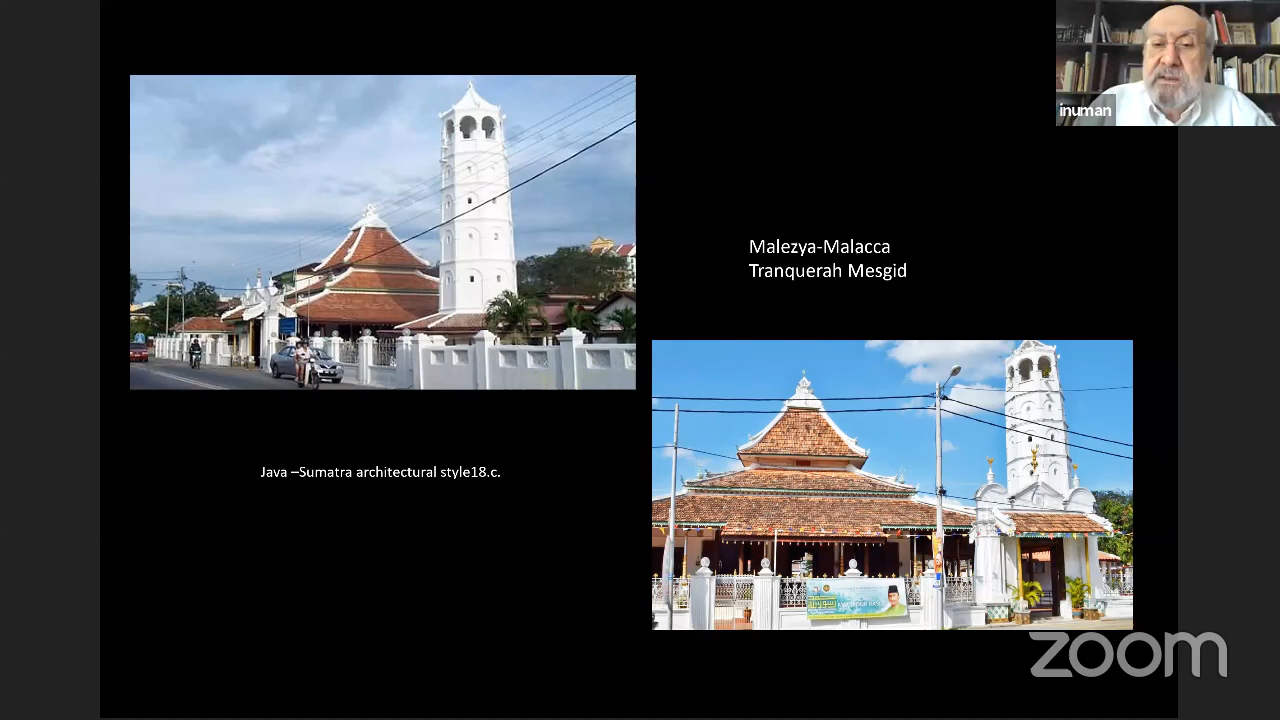 inuman
Malezya-Malacca
Tranquerah Mesgid
Java –Sumatra architectural style18.c.
zoom